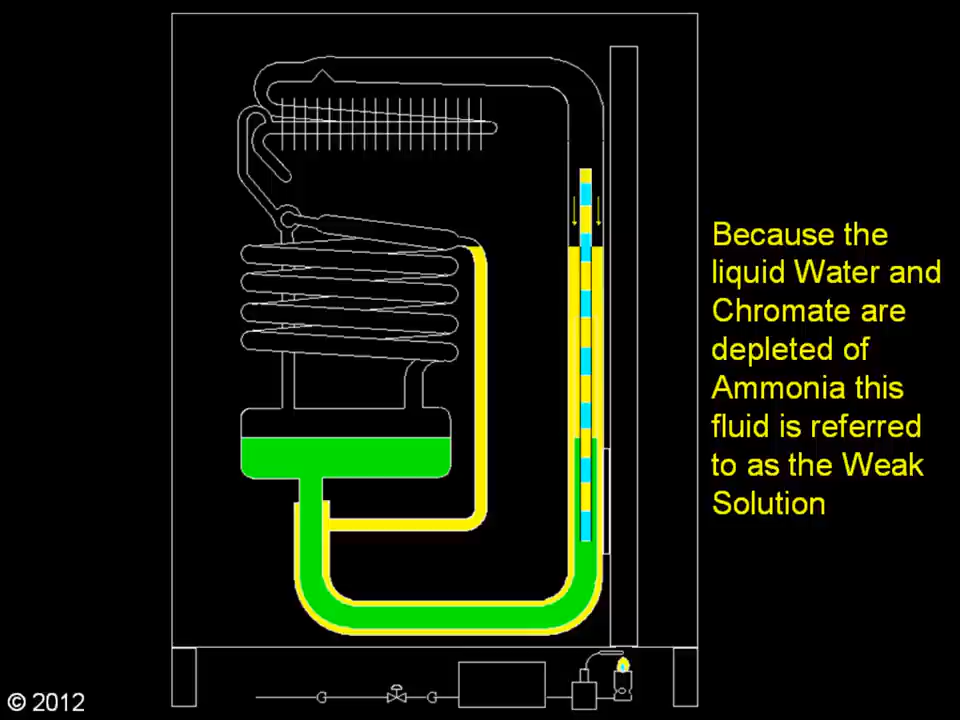 Because the
liquid Water and
Chromate are
depleted of
Ammonia this
fluid is referred
to as the Weak
Solution
© 2012